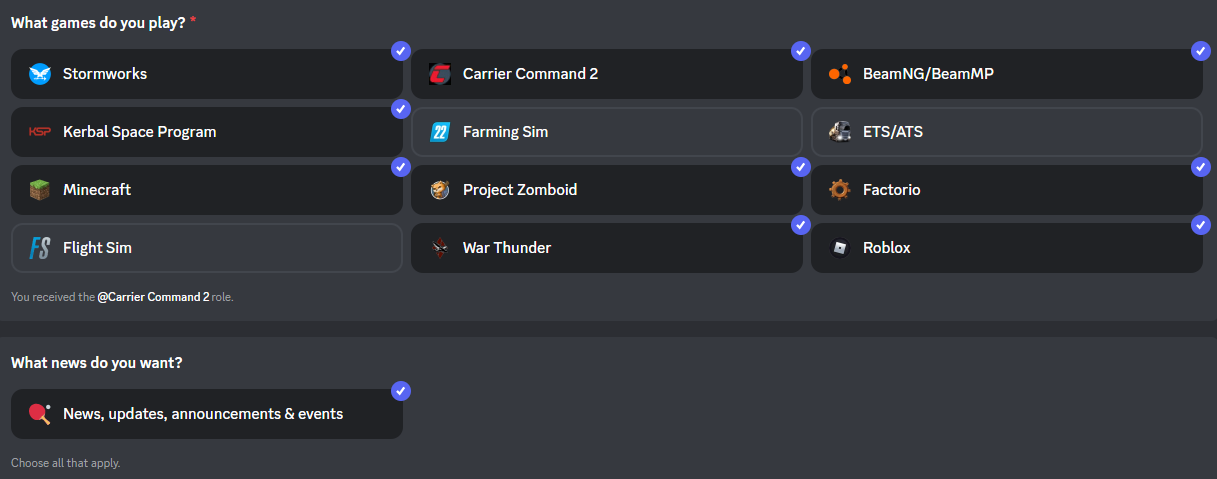 What games do you play? *
Stormworks
Carrier Command 2
BeamNG/BeamMP
KSP Kerbal Space Program
22 Farming Sim
ETS/ATS
Minecraft
Project Zomboid
Factorio
FS Flight Sim
War Thunder
Roblox
You received the @Carrier Command 2 role.
What news do you want?
News, updates, announcements & events
Choose all that apply.